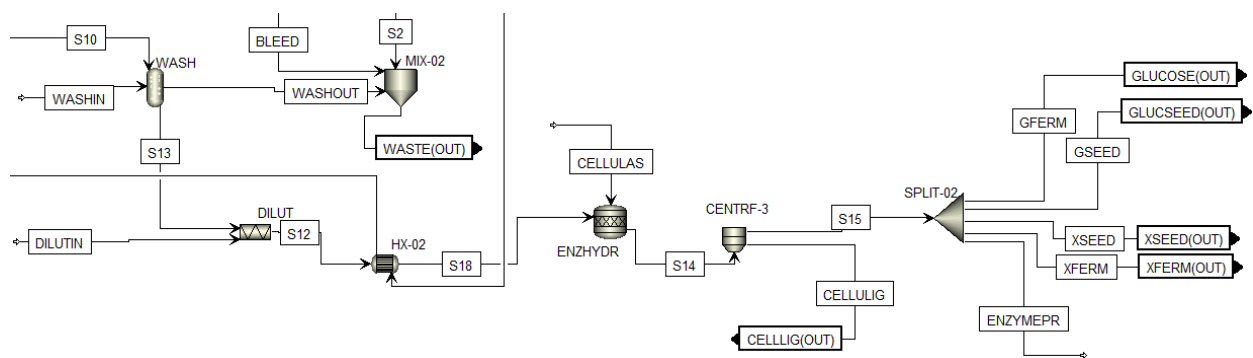 S10
BLEED
S2
WASH
MIX-02
WASHIN
WASHOUT
GLUCOSE(OUT)
GLUCSEED(OUT)
GFERM
S13
WASTE(OUT)
CELLULAS
GSEED
SPLIT-02
CENTRF-3
S15
DILUT
S12
DILUTIN
HX-02
ENZHYDR
XSEED
XSEED(OUT)
S18
S14
XFERM
XFERM(OUT)
CELLULIG
ENZYMEPR
CELLLIG(OUT)